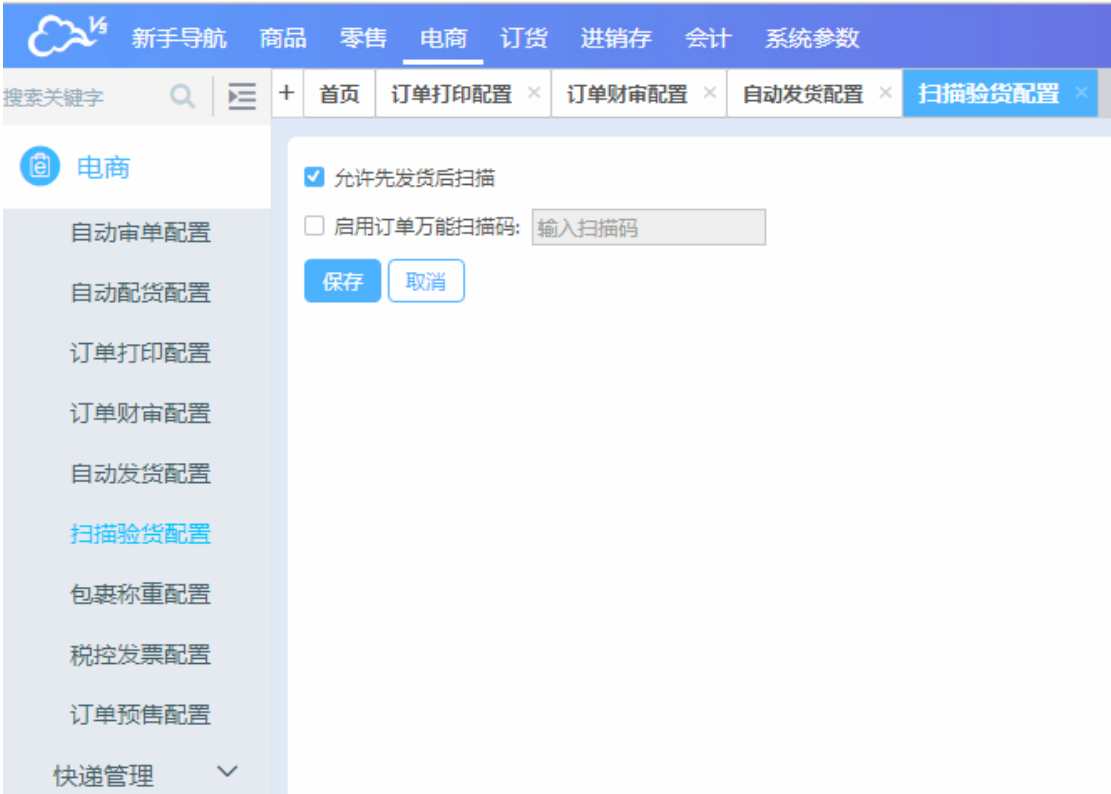 V5 新手导航 商品 零售 电商 订货 进销存 会计 系统参数
搜索关键字 + 首页 订单打印配置 × 订单财审配置 × 自动发货配置 × 扫描验货配置 ×
电商
自动审单配置
自动配货配置
订单打印配置
订单财审配置
自动发货配置
扫描验货配置
包裹称重配置
税控发票配置
订单预售配置
快递管理
允许先发货后扫描
启用订单万能扫描码: 输入扫描码
保存 取消